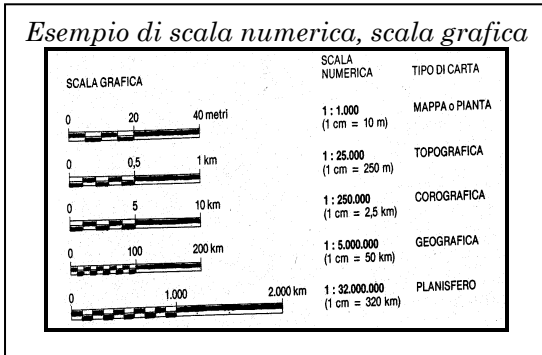 Esempio di scala numerica, scala grafica
SCALA GRAFICA
SCALA NUMERICA
TIPO DI CARTA
0 20 40 metri
1 : 1.000
(1 cm = 10 m)
MAPPA o PIANTA
0 0,5 1 km
1 : 25.000
(1 cm = 250 m)
TOPOGRAFICA
0 5 10 km
1 : 250.000
(1 cm = 2,5 km)
COROGRAFICA
0 100 200 km
1 : 5.000.000
(1 cm = 50 km)
GEOGRAFICA
0 1.000 2.000 km
1 : 32.000.000
(1 cm = 320 km)
PLANISFERO